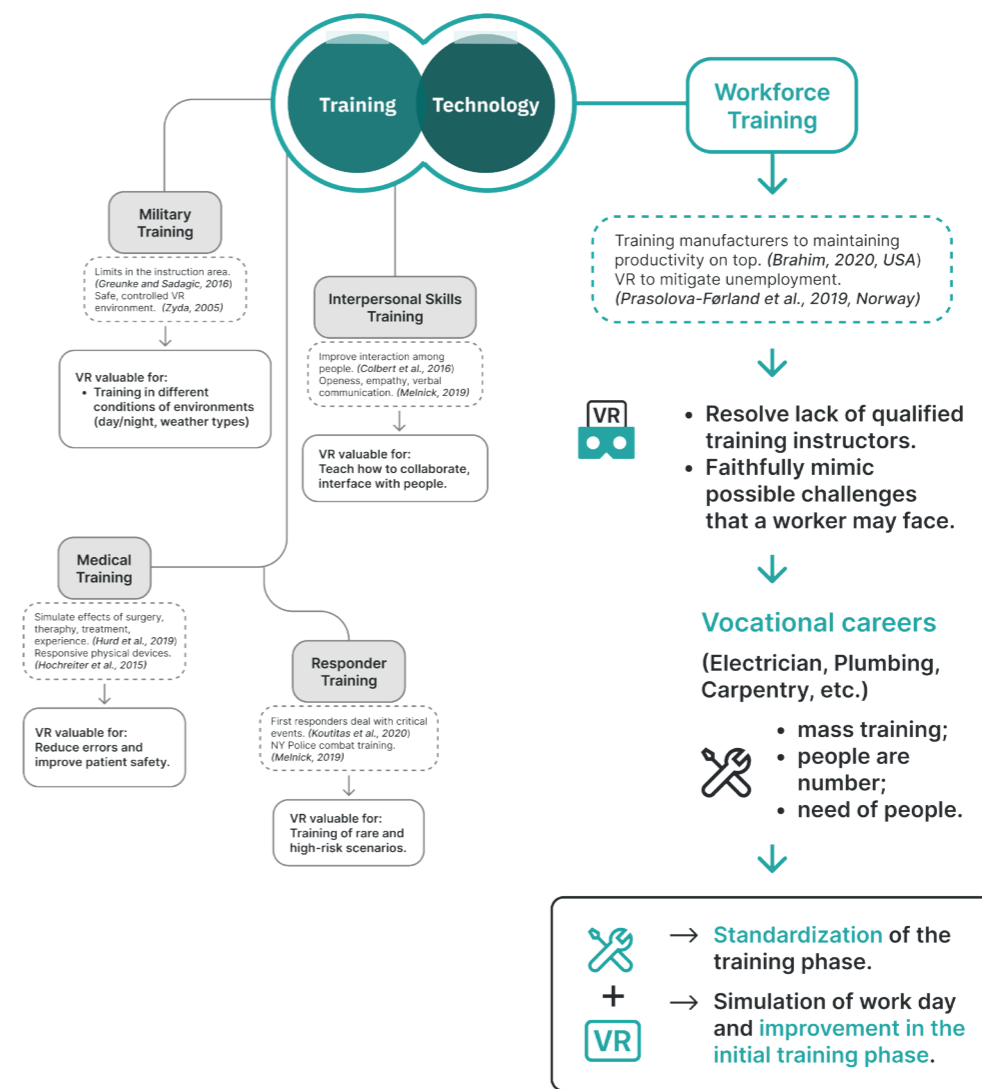 Training
Technology
Workforce
Training
Military
Training
Limits in the instruction area.
(Greunke and Sadagic, 2016)
Safe, controlled VR
environment. (Zyda, 2005)
VR valuable for:
• Training in different
conditions of environments
(day/night, weather types)
Interpersonal Skills
Training
Improve interaction among
people. (Colbert et al., 2016)
Openess, empathy, verbal
communication. (Melnick, 2019)
VR valuable for:
Teach how to collaborate,
interface with people.
Medical
Training
Simulate effects of surgery,
theraphy, treatment,
experience. (Hurd et al., 2019)
Responsive physical devices.
(Hochreiter et al., 2015)
VR valuable for:
Reduce errors and
improve patient safety.
Responder
Training
First responders deal with critical
events. (Koutitas et al., 2020)
NY Police combat training.
(Melnick, 2019)
VR valuable for:
Training of rare and
high-risk scenarios.
Training manufacturers to maintaining
productivity on top. (Brahim, 2020, USA)
VR to mitigate unemployment.
(Prasolova-Førland et al., 2019, Norway)
VR
• Resolve lack of qualified
training instructors.
• Faithfully mimic
possible challenges
that a worker may face.
Vocational careers
(Electrician, Plumbing,
Carpentry, etc.)
• mass training;
• people are
number;
• need of people.
→ Standardization of the
training phase.
+
VR
→ Simulation of work day
and improvement in the
initial training phase.